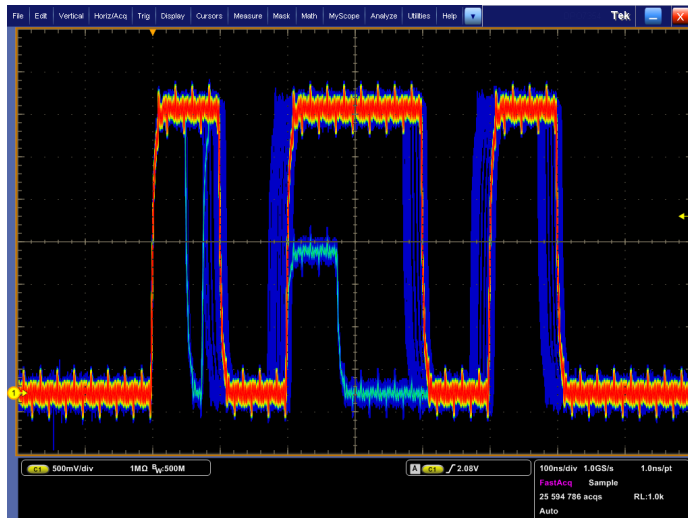 File Edit Vertical Horiz/Acq Trig Display Cursors Measure Mask Math MyScope Analyze Utilities Help Tek X
1
C1 500mV/div 1MΩ BW:500M
A C1 2.08V
100ns/div 1.0GS/s 1.0ns/pt
FastAcq Sample
25 594 786 acqs RL:1.0k
Auto